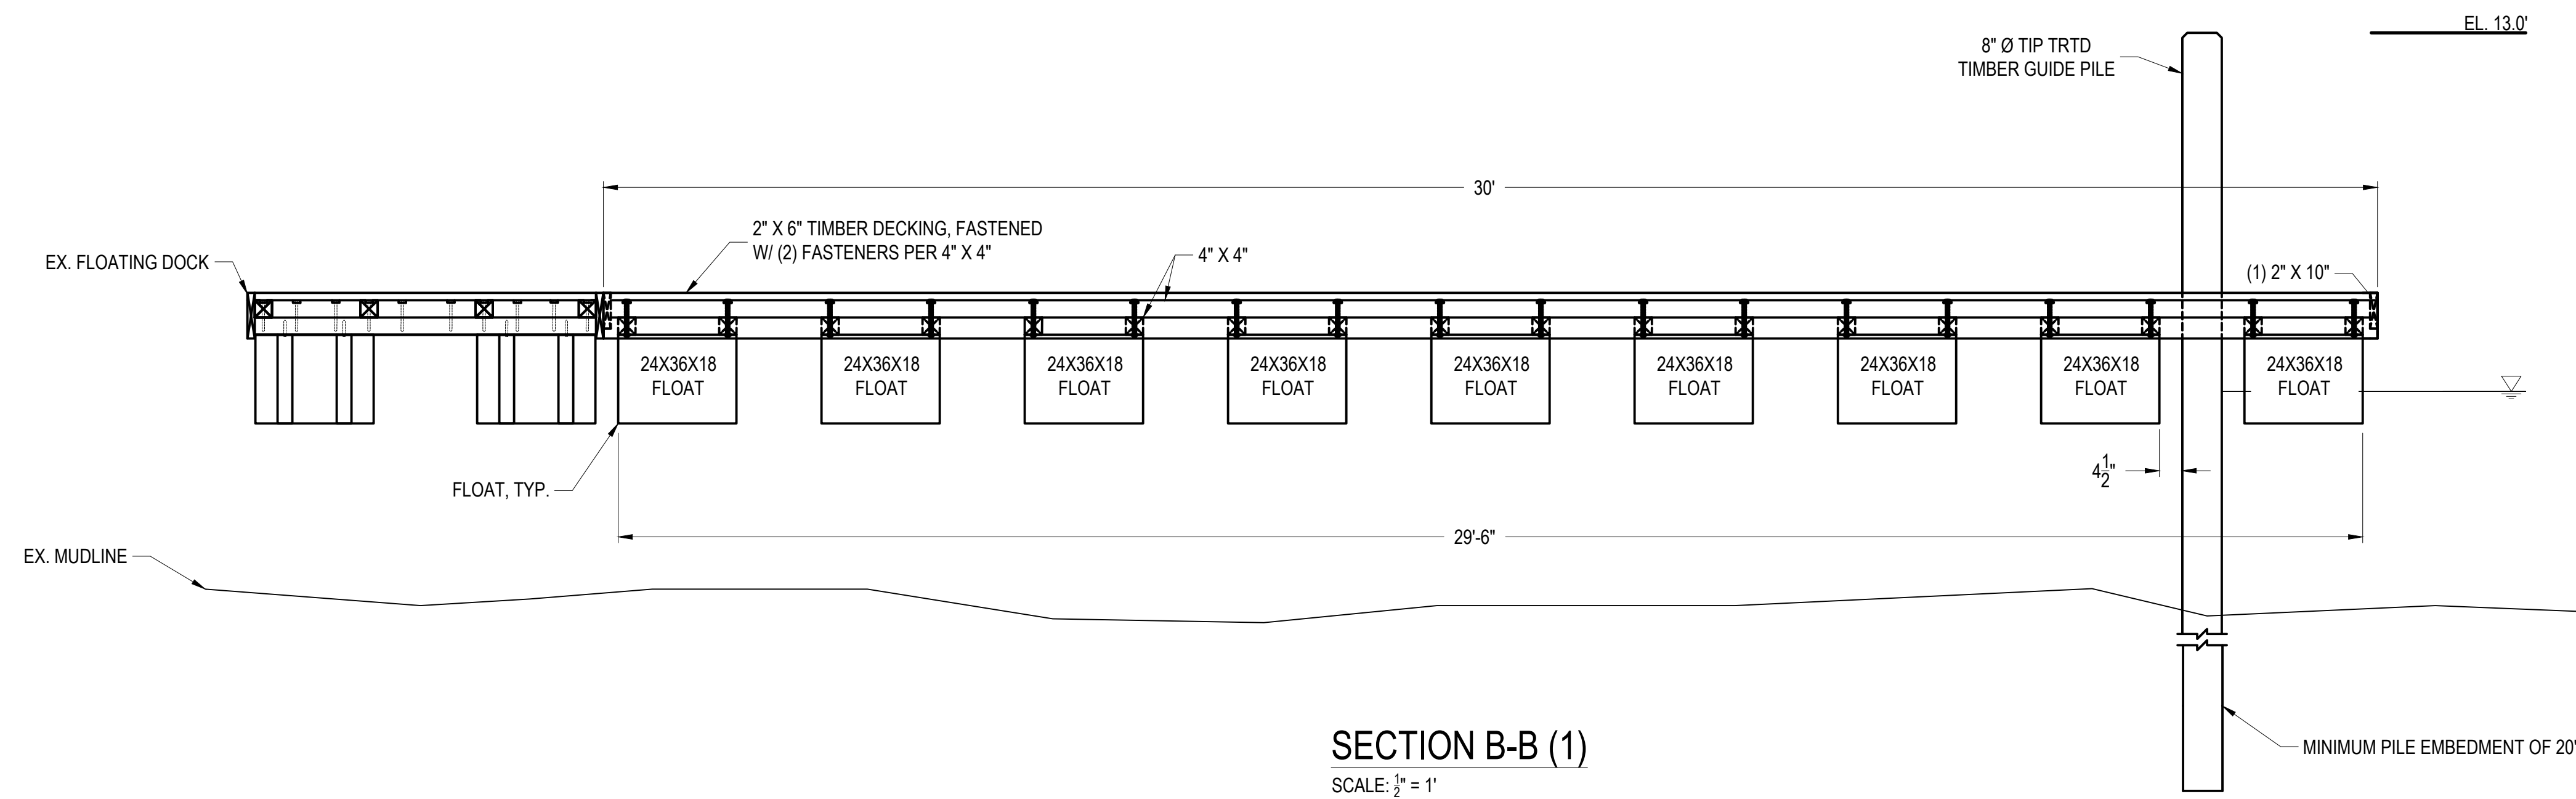 EL. 13.0'
8" Ø TIP TRTD
TIMBER GUIDE PILE
30'
2" X 6" TIMBER DECKING, FASTENED
W/ (2) FASTENERS PER 4" X 4"
4" X 4"
EX. FLOATING DOCK
(1) 2" X 10"
24X36X18
FLOAT
24X36X18
FLOAT
24X36X18
FLOAT
24X36X18
FLOAT
24X36X18
FLOAT
24X36X18
FLOAT
24X36X18
FLOAT
24X36X18
FLOAT
24X36X18
FLOAT
4 1/2"
FLOAT, TYP.
29'-6"
EX. MUDLINE
SECTION B-B (1)
SCALE: 1/2" = 1'
MINIMUM PILE EMBEDMENT OF 20'